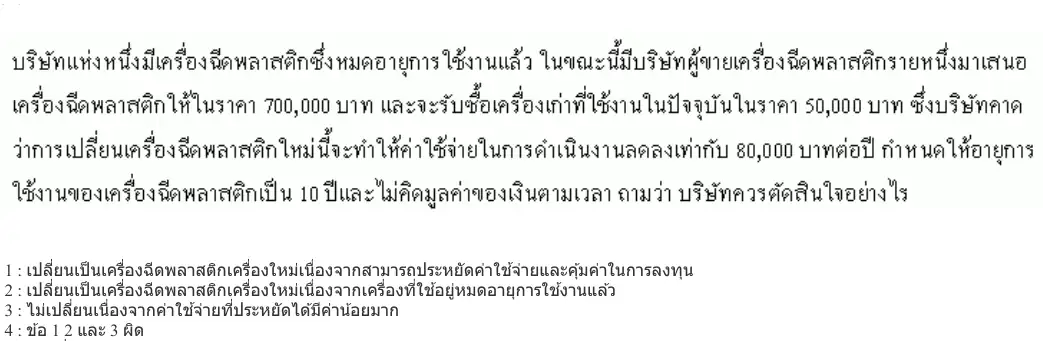 บริษัทแห่งหนึ่งมีเครื่องฉีดพลาสติกซึ่งหมดอายุการใช้งานแล้ว ในขณะนี้มีบริษัทผู้ขายเครื่องฉีดพลาสติกรายหนึ่งมาเสนอ
เครื่องฉีดพลาสติกให้ในราคา 700,000 บาท และจะรับซื้อเครื่องเก่าที่ใช้งานในปัจจุบันในราคา 50,000 บาท ซึ่งบริษัทคาด
ว่าการเปลี่ยนเครื่องฉีดพลาสติกใหม่นี้จะทำให้ค่าใช้จ่ายในการดำเนินงานลดลงเท่ากับ 80,000 บาทต่อปี กำหนดให้อายุการ
ใช้งานของเครื่องฉีดพลาสติกเป็น 10 ปีและไม่คิดมูลค่าของเงินตามเวลา ถามว่า บริษัทควรตัดสินใจอย่างไร
1 : เปลี่ยนเป็นเครื่องฉีดพลาสติกเครื่องใหม่เนื่องจากสามารถประหยัดค่าใช้จ่ายและคุ้มค่าในการลงทุน
2 : เปลี่ยนเป็นเครื่องฉีดพลาสติกเครื่องใหม่เนื่องจากเครื่องที่ใช้อยู่หมดอายุการใช้งานแล้ว
3 : ไม่เปลี่ยนเนื่องจากค่าใช้จ่ายที่ประหยัดได้มีค่าน้อยมาก
4 : ข้อ 1 2 และ 3 ผิด